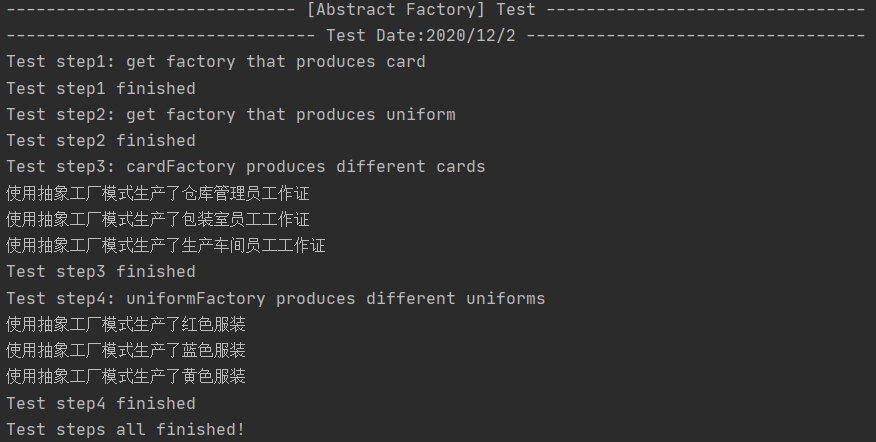 ----------------------------- [Abstract Factory] Test --------------------------------
------------------------------- Test Date:2020/12/2 ----------------------------------
Test step1: get factory that produces card
Test step1 finished
Test step2: get factory that produces uniform
Test step2 finished
Test step3: cardFactory produces different cards
使用抽象工厂模式生产了仓库管理员工作证
使用抽象工厂模式生产了包装室员工工作证
使用抽象工厂模式生产了生产车间员工工作证
Test step3 finished
Test step4: uniformFactory produces different uniforms
使用抽象工厂模式生产了红色服装
使用抽象工厂模式生产了蓝色服装
使用抽象工厂模式生产了黄色服装
Test step4 finished
Test steps all finished!